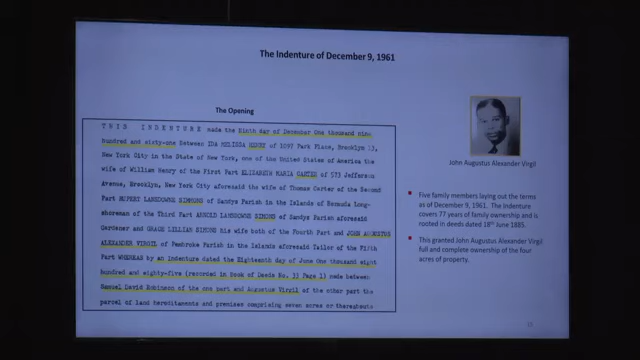 The Indenture of December 9, 1961
The Opening
THIS INDENTURE made the Ninth day of December One thousand nine
hundred and sixty-one Between IDA MELISSA HENRY of 1097 Park Place, Brooklyn 13,
New York City in the State of New York, one of the United States of America the
wife of William Henry of the First Part ELIZABETH MARIA CARTER of 573 Jefferson
Avenue, Brooklyn, New York City aforesaid the wife of Thomas Carter of the Second
Part RUPERT LANSDOWNE SIMMONS of Sandys Parish in the Islands of Bermuda Long-
shoreman of the Third Part ARNOLD LANSDOWNE SIMONS of Sandys Parish aforesaid
Gardener and GRACE LILLIAN SIMONS his wife both of the Fourth Part and JOHN AUGUSTUS
ALEXANDER VIRGIL of Pembroke Parish in the Islands aforesaid Tailor of the Fifth
Part WHEREAS by an indenture dated the Eighteenth day of June One thousand eight
hundred and eighty-five (recorded in Book of Deeds No. 33 Page 1) made between
Samuel David Robinson of the one part and Augustus Virgil of the other part the
parcel of land hereditaments and premises comprising seven acres or thereabouts
John Augustus Alexander Virgil
Five family members laying out the terms
as of December 9, 1961. The Indenture
covers 77 years of family ownership and is
rooted in deeds dated 18th June 1885.
This granted John Augustus Alexander Virgil
full and complete ownership of the four
acres of property.